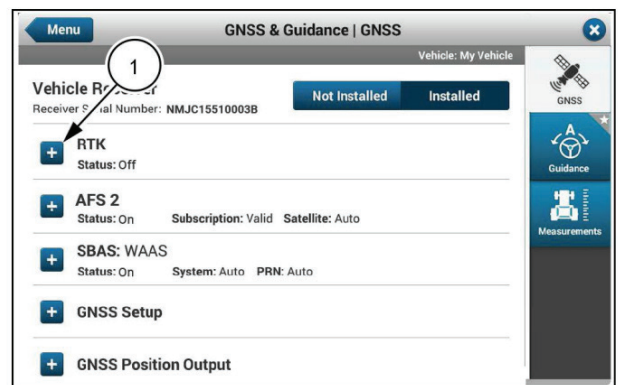 Menu
GNSS & Guidance | GNSS
Vehicle: My Vehicle
1
Vehicle
Not Installed
Installed
GNSS
Receiver Serial Number: NMJC15510003B
RTK
Status: Off
Guidance
AFS 2
Status: On Subscription: Valid Satellite: Auto
Measurements
SBAS: WAAS
Status: On System: Auto PRN: Auto
GNSS Setup
GNSS Position Output